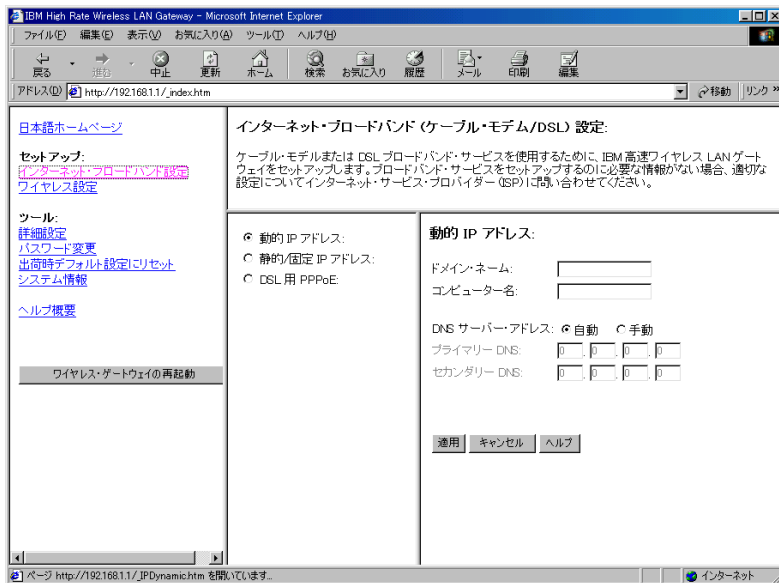 IBM High Rate Wireless LAN Gateway - Microsoft Internet Explorer
ファイル(F) 編集(E) 表示(V) お気に入り(A) ツール(T) ヘルプ(H)
戻る 進む 中止 更新 ホーム 検索 お気に入り 履歴 メール 印刷 編集
アドレス(D) http://192.168.1.1/_index.htm 移動 リンク »
日本語ホームページ
セットアップ:
インターネット・ブロードバンド設定
ワイヤレス設定
ツール:
詳細設定
パスワード変更
出荷時デフォルト設定にリセット
システム情報
ヘルプ概要
ワイヤレス・ゲートウェイの再起動
インターネット・ブロードバンド (ケーブル・モデム/DSL) 設定:
ケーブル・モデルまたは DSL ブロードバンド・サービスを使用するために、IBM 高速ワイヤレス LAN ゲート
ウェイをセットアップします。ブロードバンド・サービスをセットアップするのに必要な情報がない場合、適切な
設定についてインターネット・サービス・プロバイダー (ISP) に問い合わせてください。
動的 IP アドレス:
静的/固定 IP アドレス:
DSL 用 PPPoE:
動的 IP アドレス:
ドメイン・ネーム:
コンピューター名:
DNS サーバー・アドレス: 自動 手動
プライマリー DNS: 0 . 0 . 0 . 0
セカンダリー DNS: 0 . 0 . 0 . 0
適用 キャンセル ヘルプ
ページ http://192.168.1.1/_IPDynamic.htm を開いています... インターネット